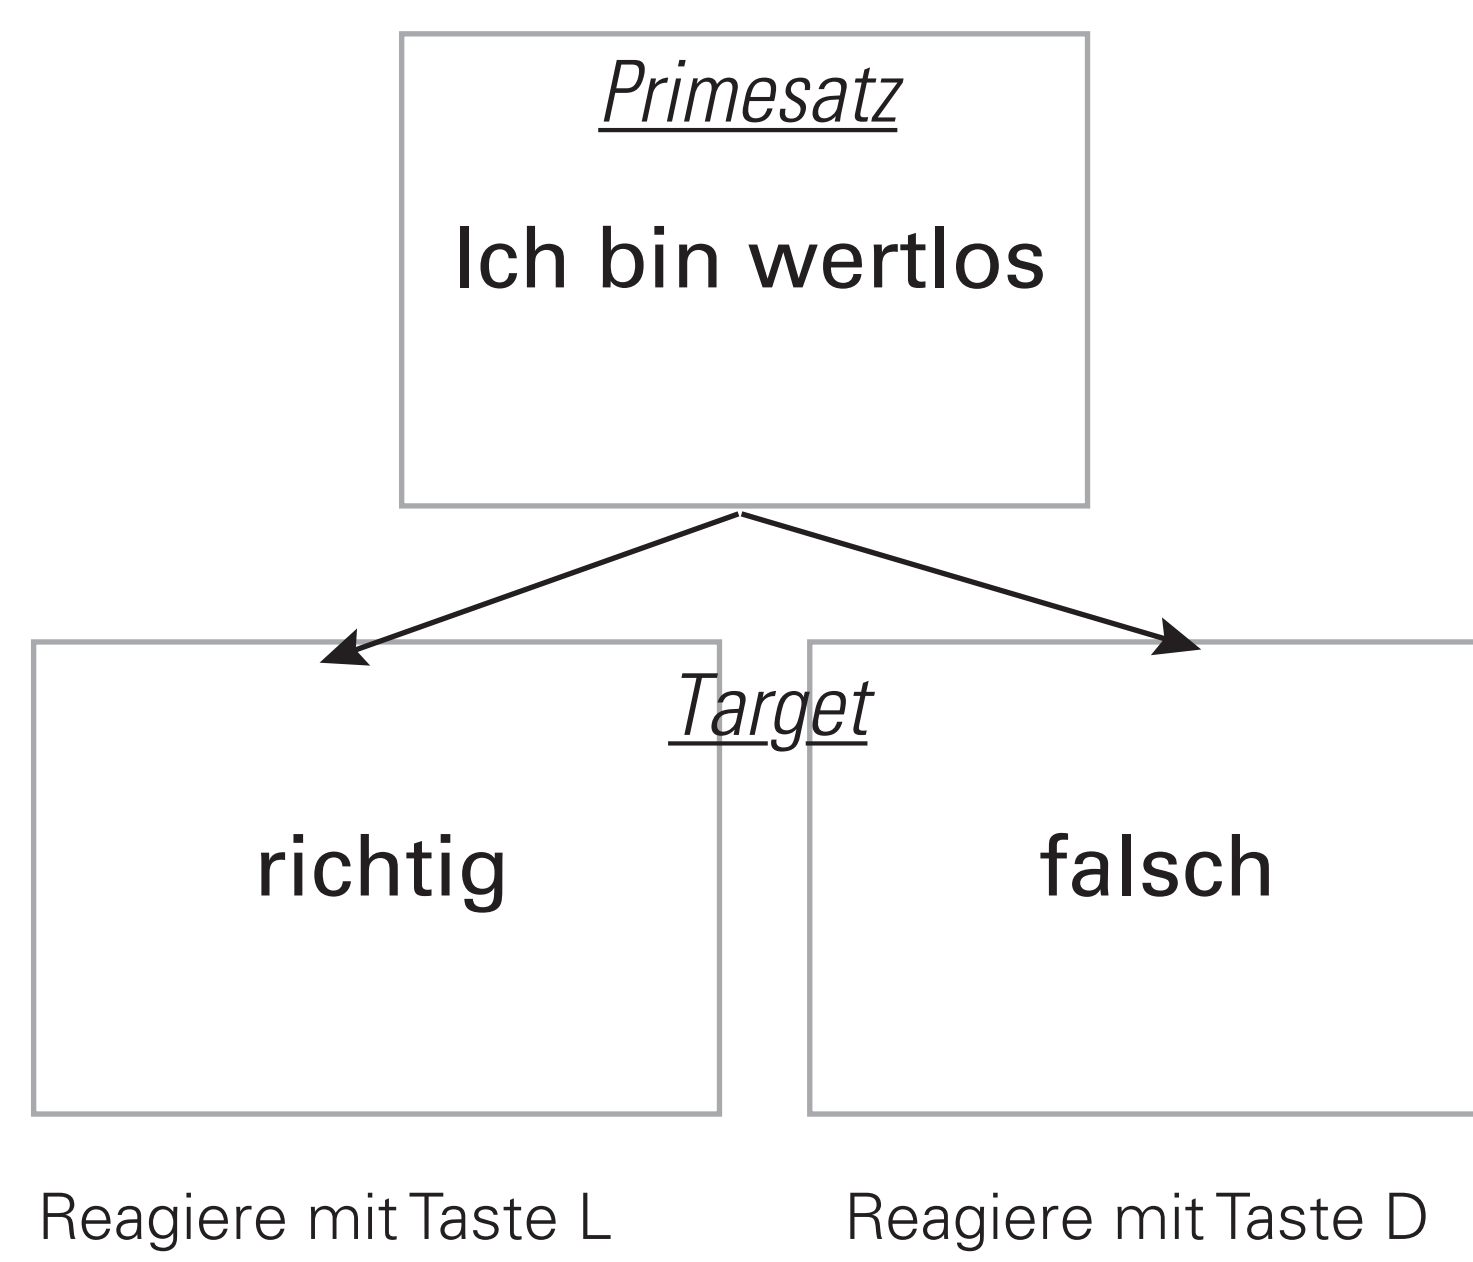 Primesatz
Ich bin wertlos
Target
richtig
falsch
Reagiere mit Taste L
Reagiere mit Taste D